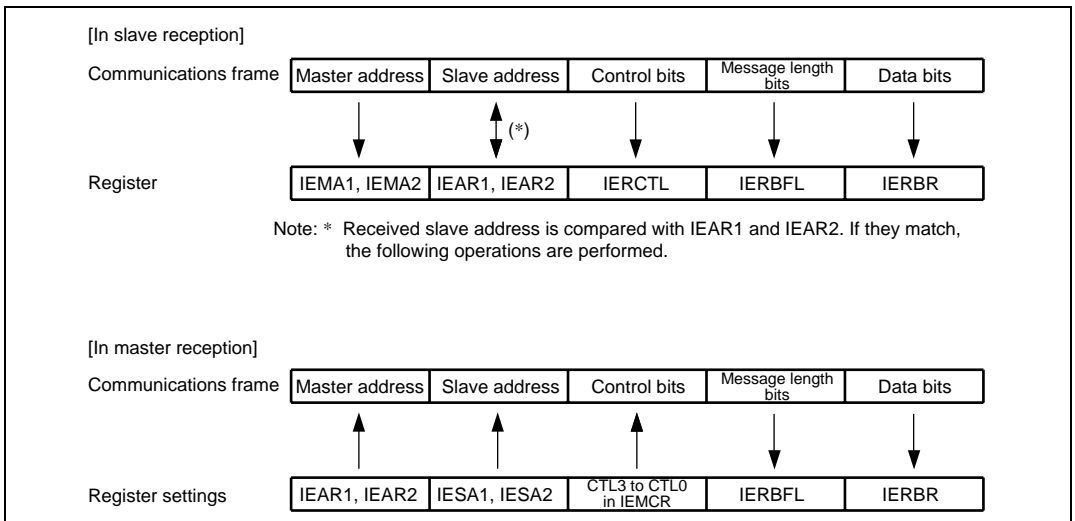 [In slave reception]
Communications frame Master address Slave address Control bits Message length bits Data bits
(*)
Register IEMA1, IEMA2 IEAR1, IEAR2 IERCTL IERBFL IERBR
Note: * Received slave address is compared with IEAR1 and IEAR2. If they match,
the following operations are performed.
[In master reception]
Communications frame Master address Slave address Control bits Message length bits Data bits
Register settings IEAR1, IEAR2 IESA1, IESA2 CTL3 to CTL0 in IEMCR IERBFL IERBR